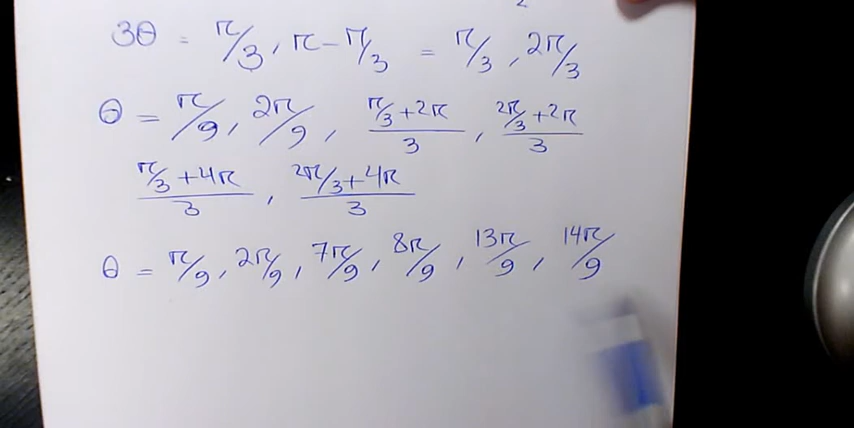 3θ = π/3, π - π/3 = π/3, 2π/3
θ = π/9, 2π/9, (π/3 + 2π)/3, (2π/3 + 2π)/3
(π/3 + 4π)/3, (2π/3 + 4π)/3
θ = π/9, 2π/9, 7π/9, 8π/9, 13π/9, 14π/9